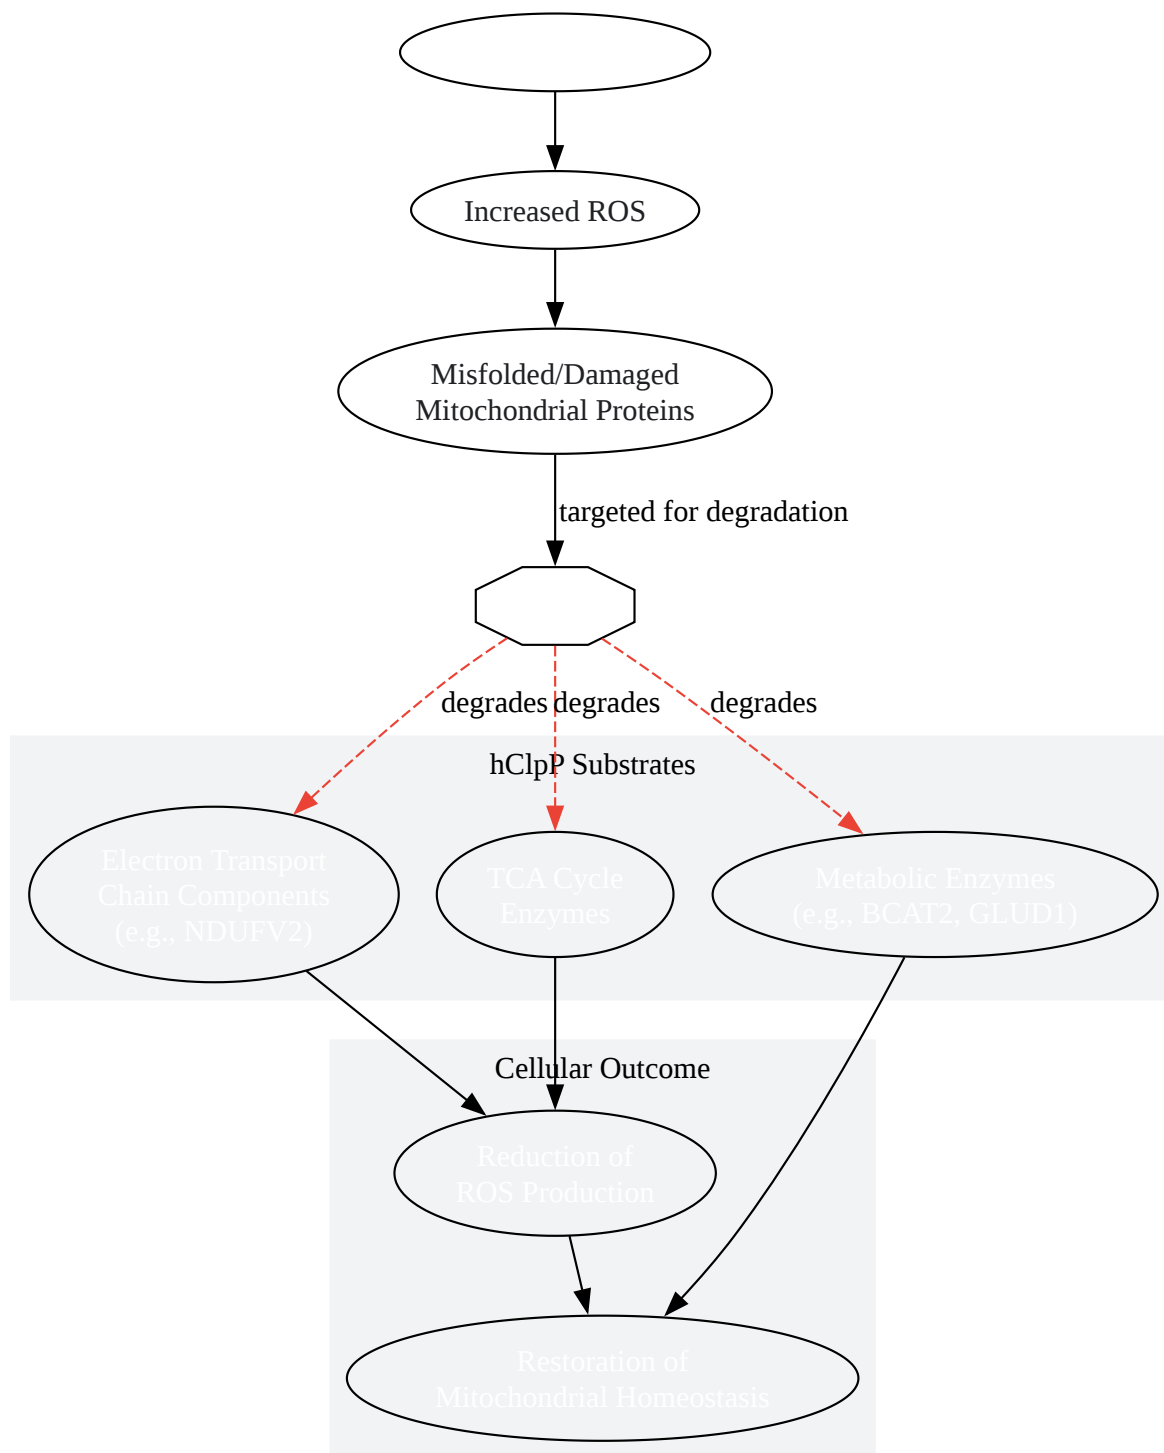 Increased ROS
Misfolded/Damaged
Mitochondrial Proteins
targeted for degradation
degrades
degrades
degrades
hClpP Substrates
Electron Transport
Chain Components
(e.g., NDUFV2)
TCA Cycle
Enzymes
Metabolic Enzymes
(e.g., BCAT2, GLUD1)
Cellular Outcome
Reduction of
ROS Production
Restoration of
Mitochondrial Homeostasis